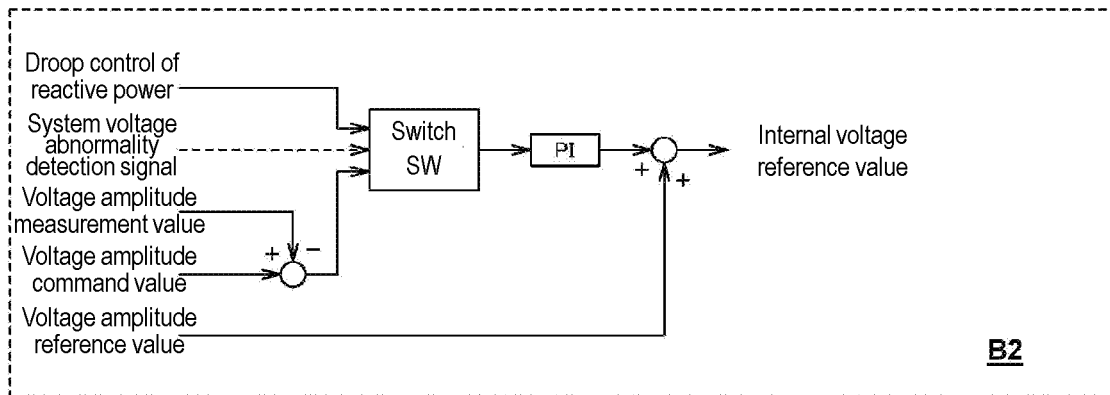 Droop control of
reactive power
System voltage
abnormality
detection signal
Voltage amplitude
measurement value
Voltage amplitude
command value
Voltage amplitude
reference value
Switch
SW
PI
+
+
+
−
Internal voltage
reference value
B2